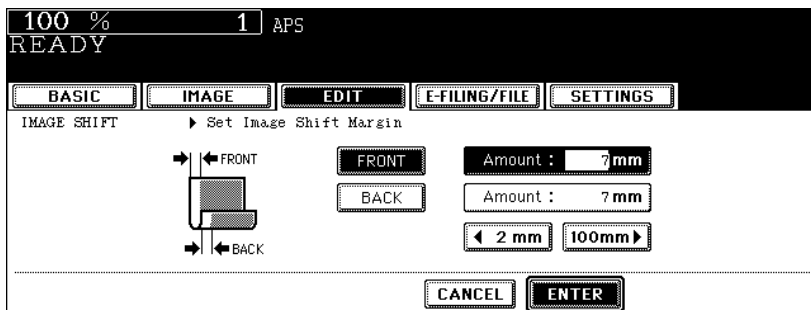 100 % 1 APS
READY
BASIC IMAGE EDIT E-FILING/FILE SETTINGS
IMAGE SHIFT ▶ Set Image Shift Margin
FRONT FRONT Amount : 7 mm
BACK Amount : 7 mm
BACK ◀ 2 mm 100mm ▶
CANCEL ENTER